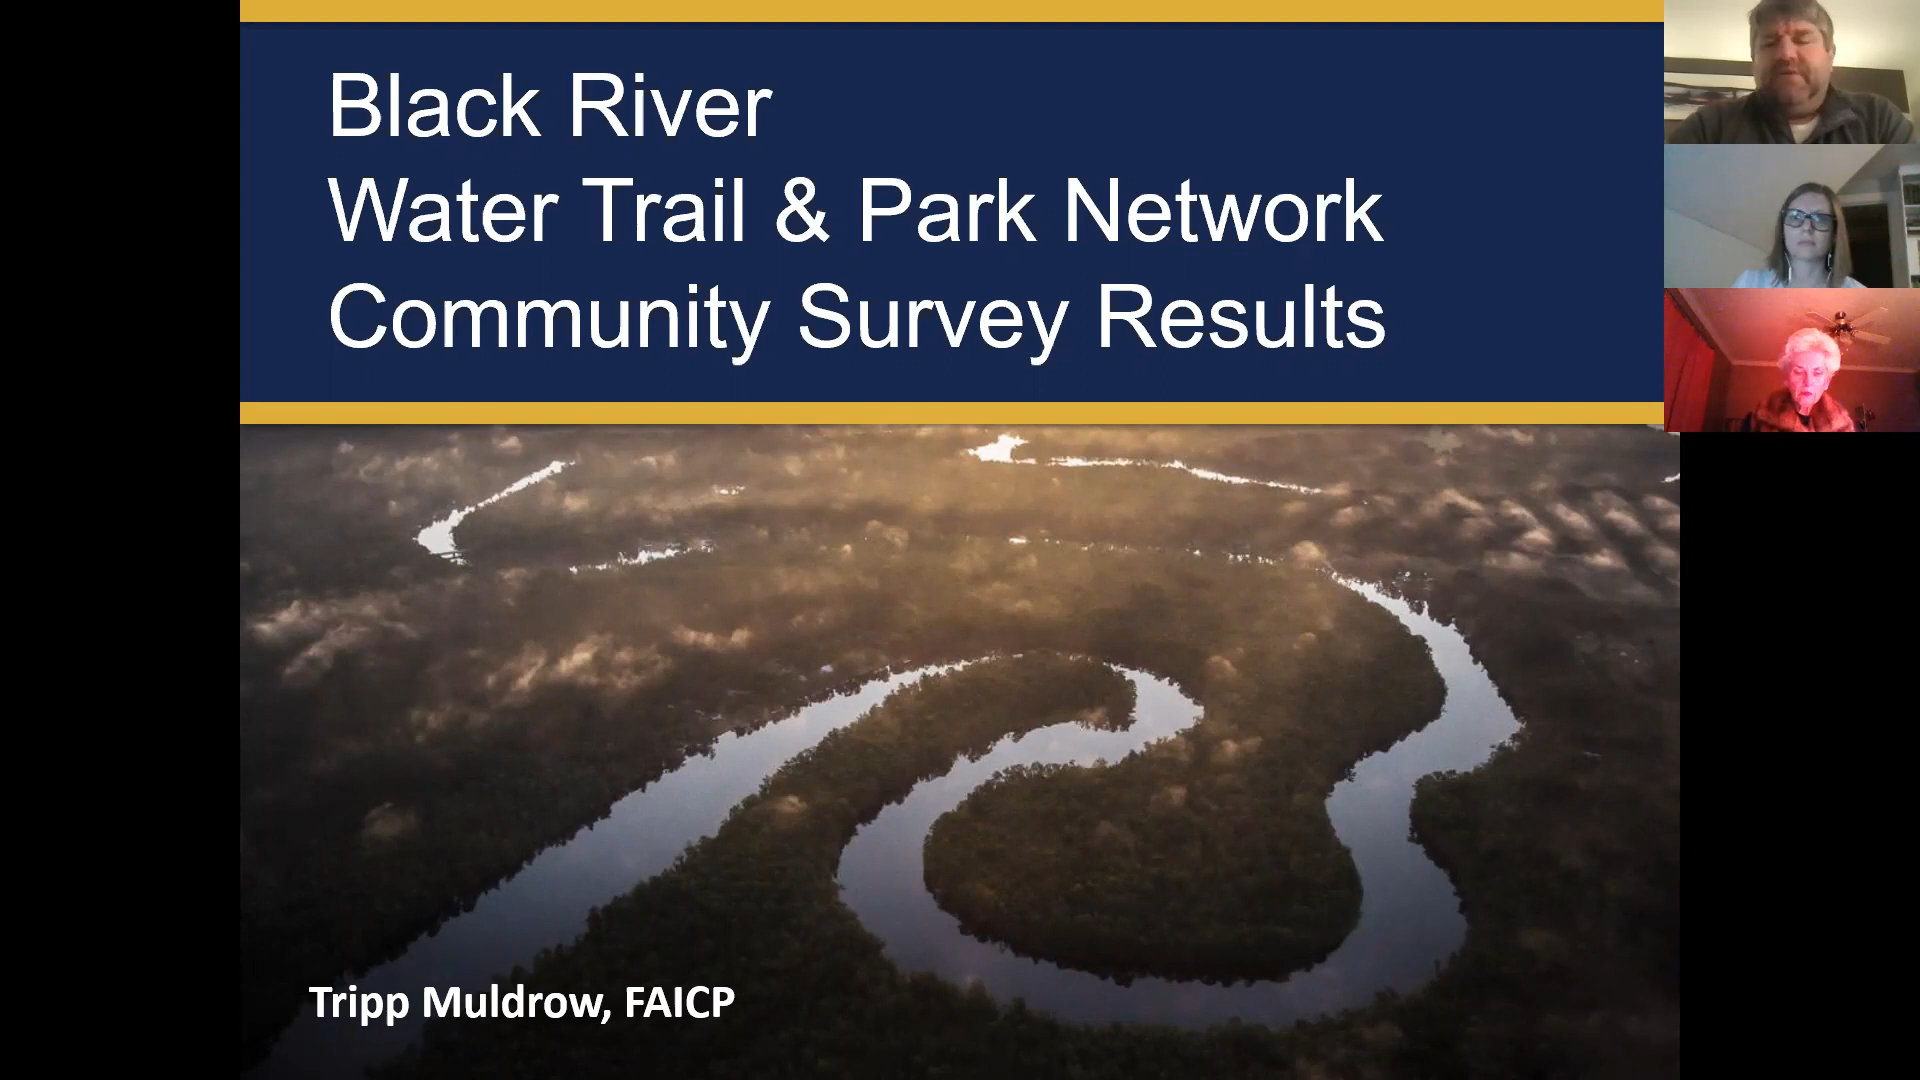 Black River
Water Trail & Park Network
Community Survey Results
Tripp Muldrow, FAICP